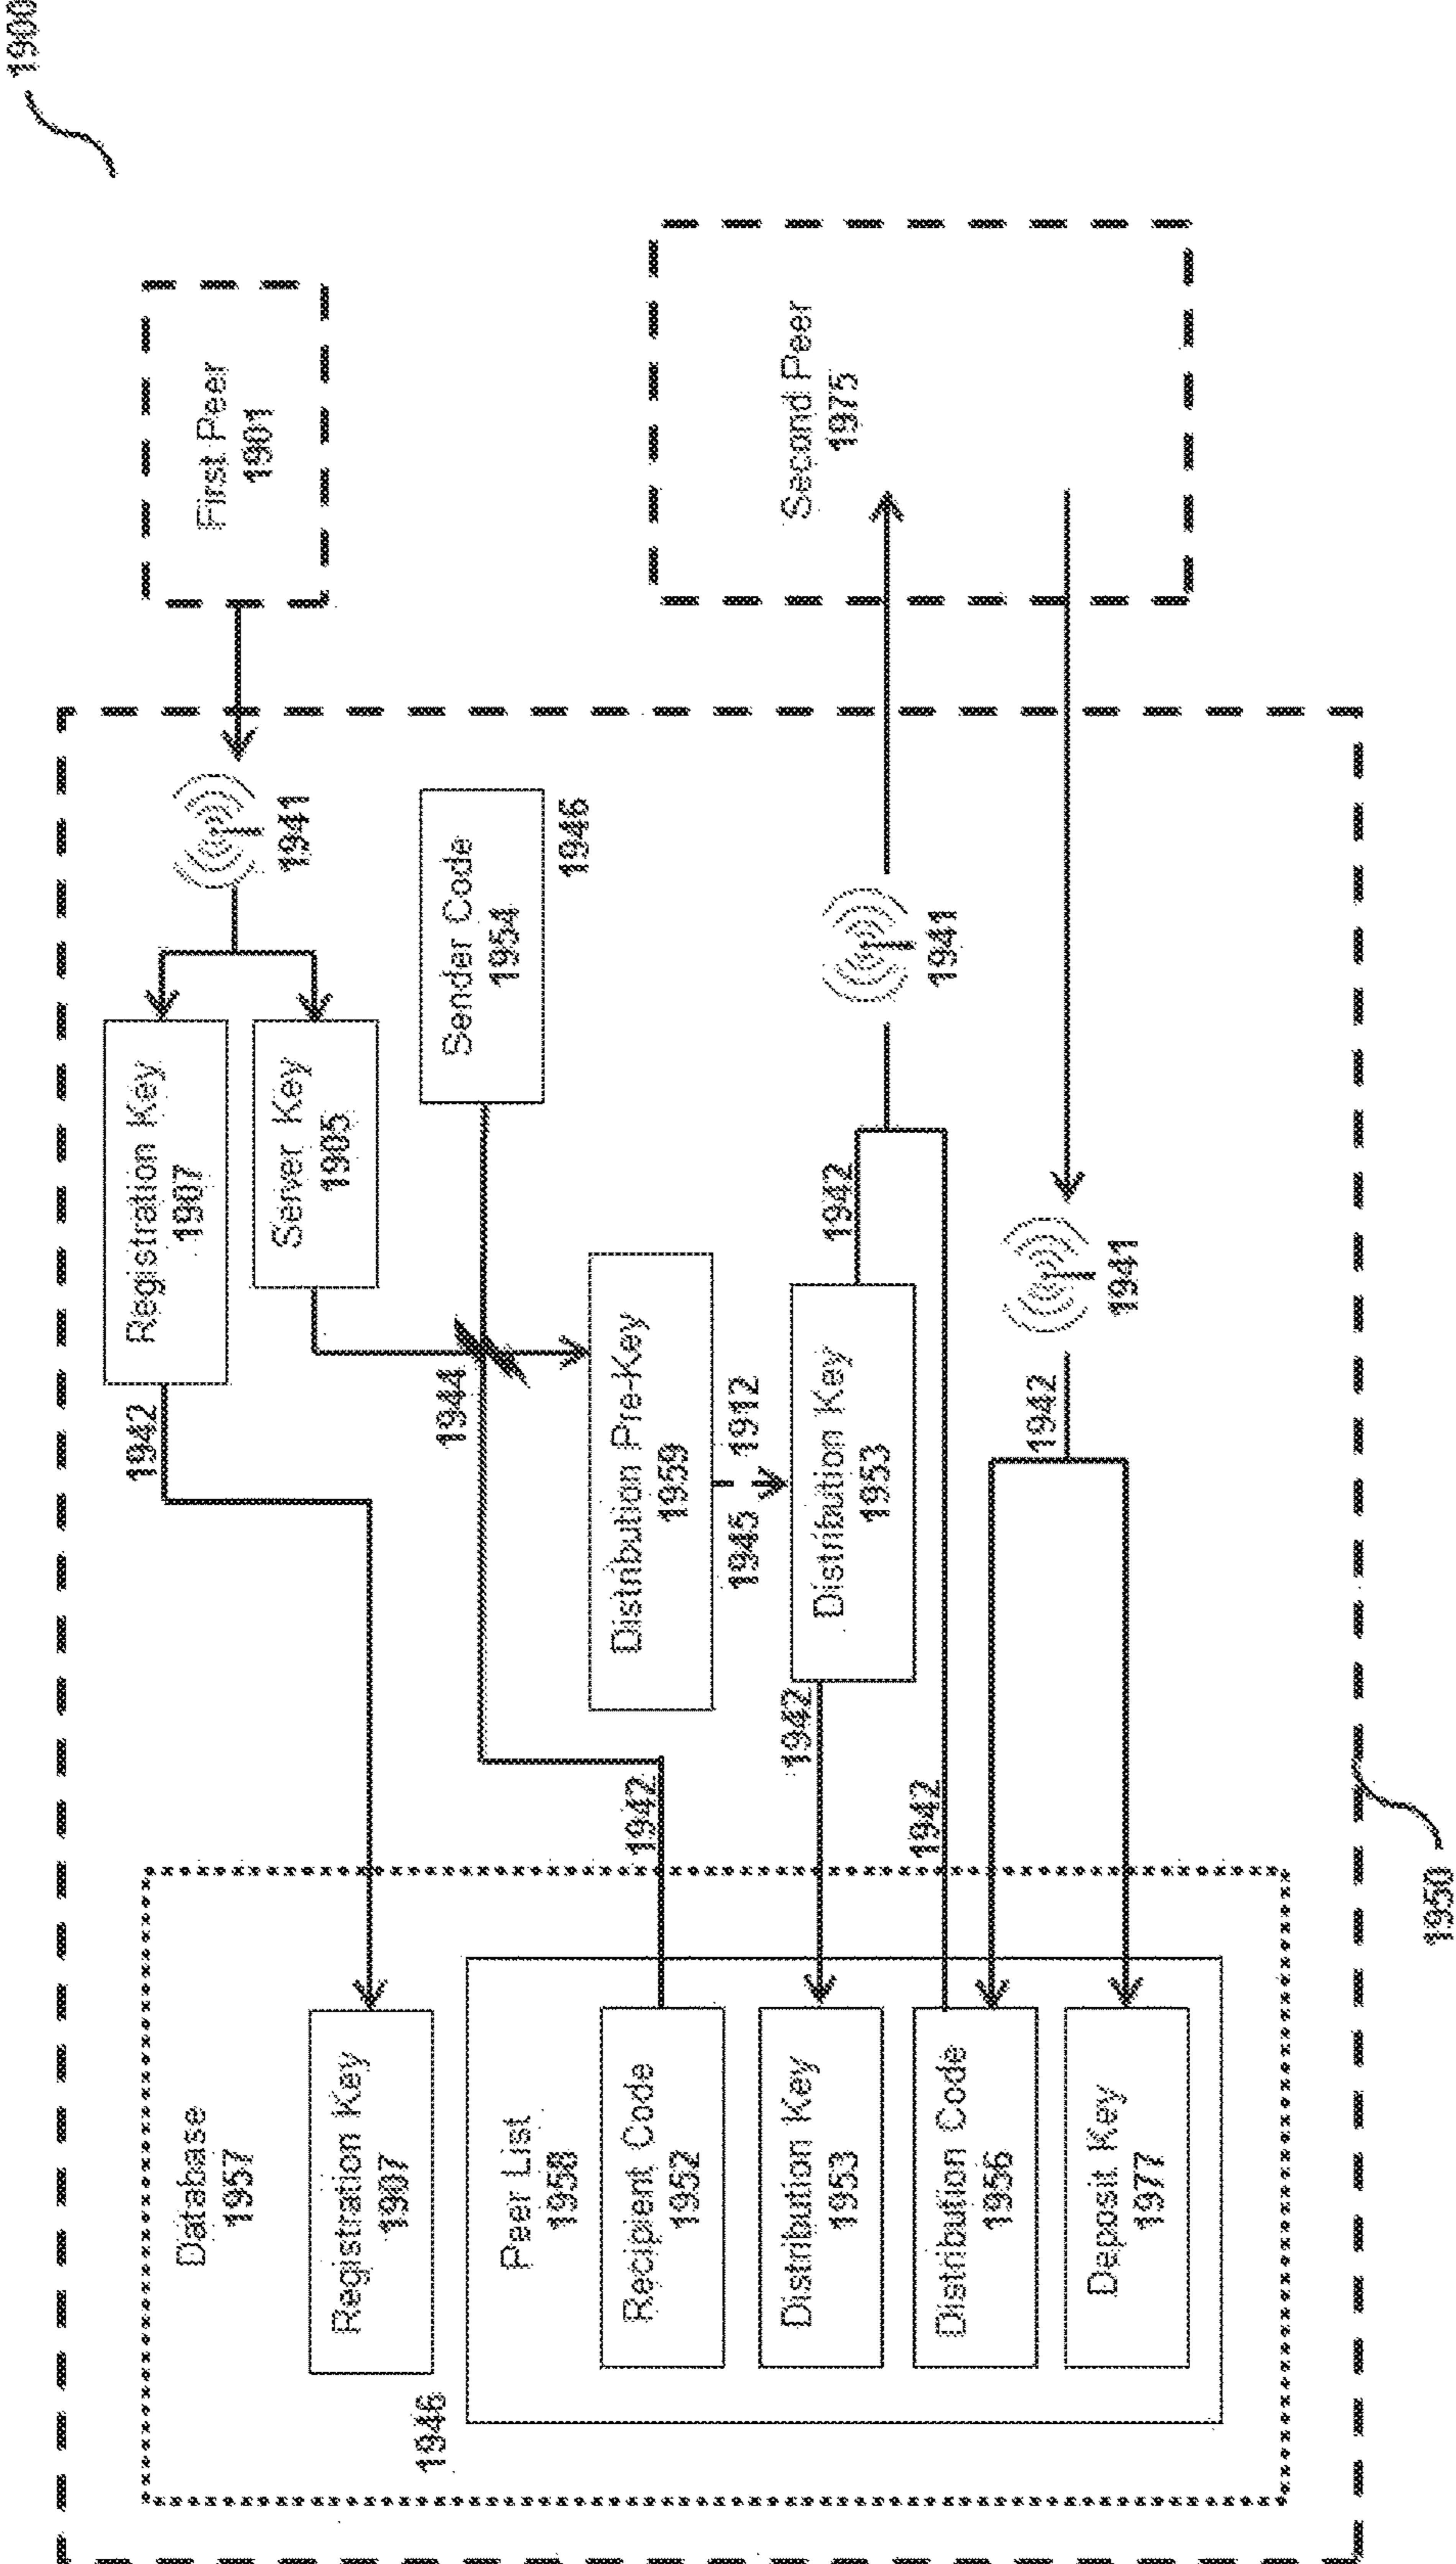 1900
First Peer
1901
Second Peer
1975
1941
Registration Key
1907
Server Key
1905
Sender Code
1954
1946
1942
1944
Distribution Pre-Key
1959
1945
1912
Distribution Key
1953
1942
1941
1942
1941
1942
1942
1942
1942
Database
1957
Registration Key
1907
1946
Peer List
1958
Recipient Code
1952
Distribution Key
1953
Distribution Code
1956
Deposit Key
1977
1950